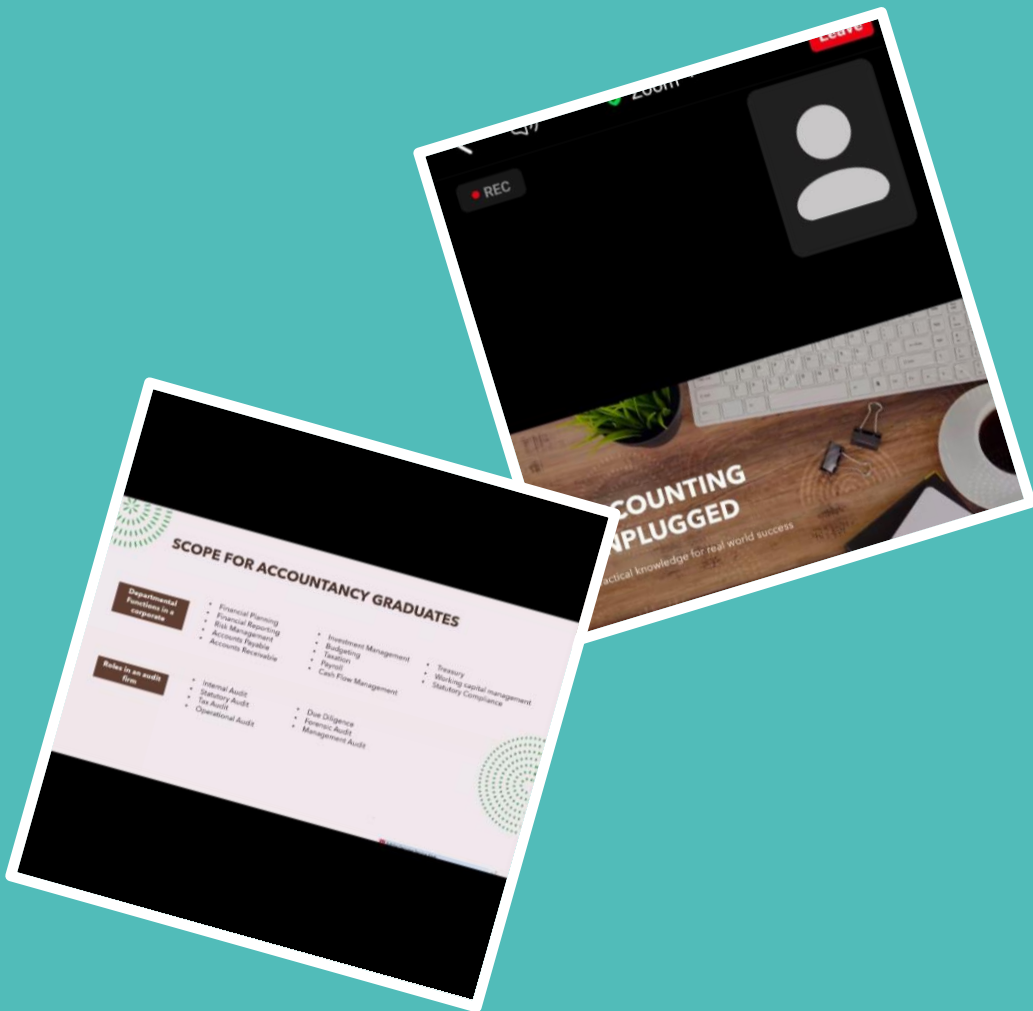 Leave
Zoom
REC
COUNTING
NPLUGGED
actical knowledge for real world success
SCOPE FOR ACCOUNTANCY GRADUATES
Departmental
Functions in a
corporate
• Financial Planning
• Financial Reporting
• Risk Management
• Accounts Payable
• Accounts Receivable
• Investment Management
• Budgeting
• Taxation
• Payroll
• Cash Flow Management
• Treasury
• Working capital management
• Statutory Compliance
Roles in an audit
firm
• Internal Audit
• Statutory Audit
• Tax Audit
• Operational Audit
• Due Diligence
• Forensic Audit
• Management Audit